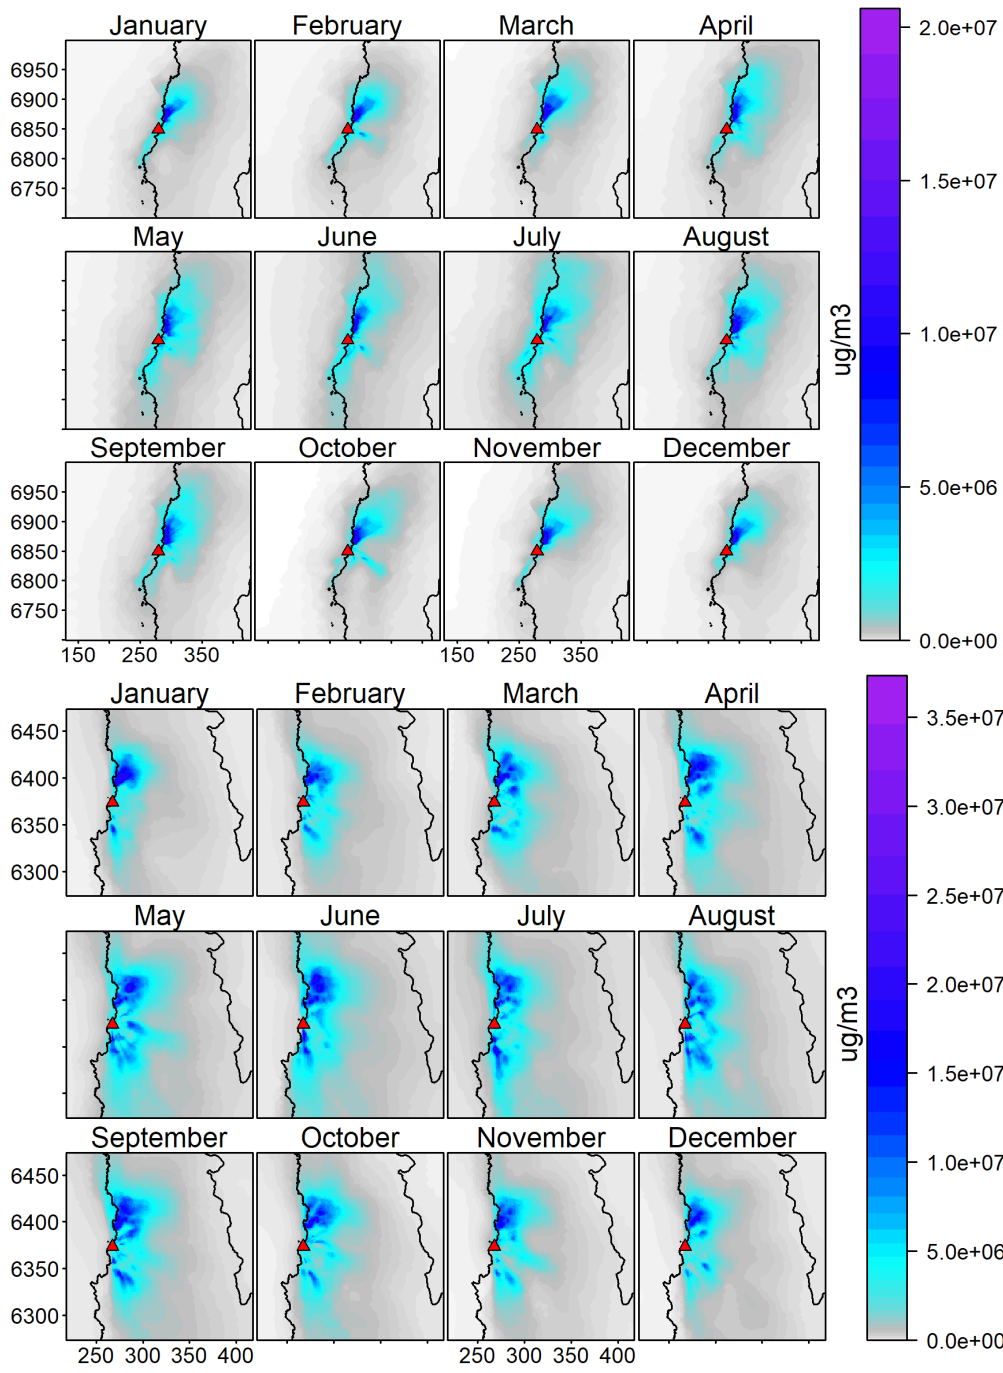 January February March April
2.0e+07
6950
6900
6850
6800
6750
1.5e+07
May June July August
1.0e+07
ug/m3
5.0e+06
September October November December
6950
6900
6850
6800
6750
0.0e+00
150 250 350 150 250 350
January February March April
3.5e+07
6450
6400
6350
6300
3.0e+07
2.5e+07
May June July August
2.0e+07
ug/m3
1.5e+07
September October November December
1.0e+07
6450
6400
6350
6300
5.0e+06
0.0e+00
250 300 350 400 250 300 350 400